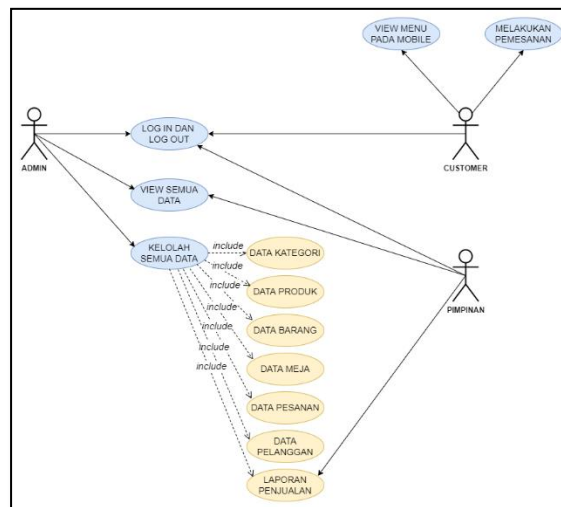 VIEW MENU
PADA MOBILE
MELAKUKAN
PEMESANAN
LOG IN DAN
LOG OUT
ADMIN
CUSTOMER
VIEW SEMUA
DATA
KELOLAH
SEMUA DATA
include
DATA KATEGORI
include
DATA PRODUK
include
DATA BARANG
include
DATA MEJA
include
DATA PESANAN
include
DATA
PELANGGAN
include
LAPORAN
PENJUALAN
PIMPINAN